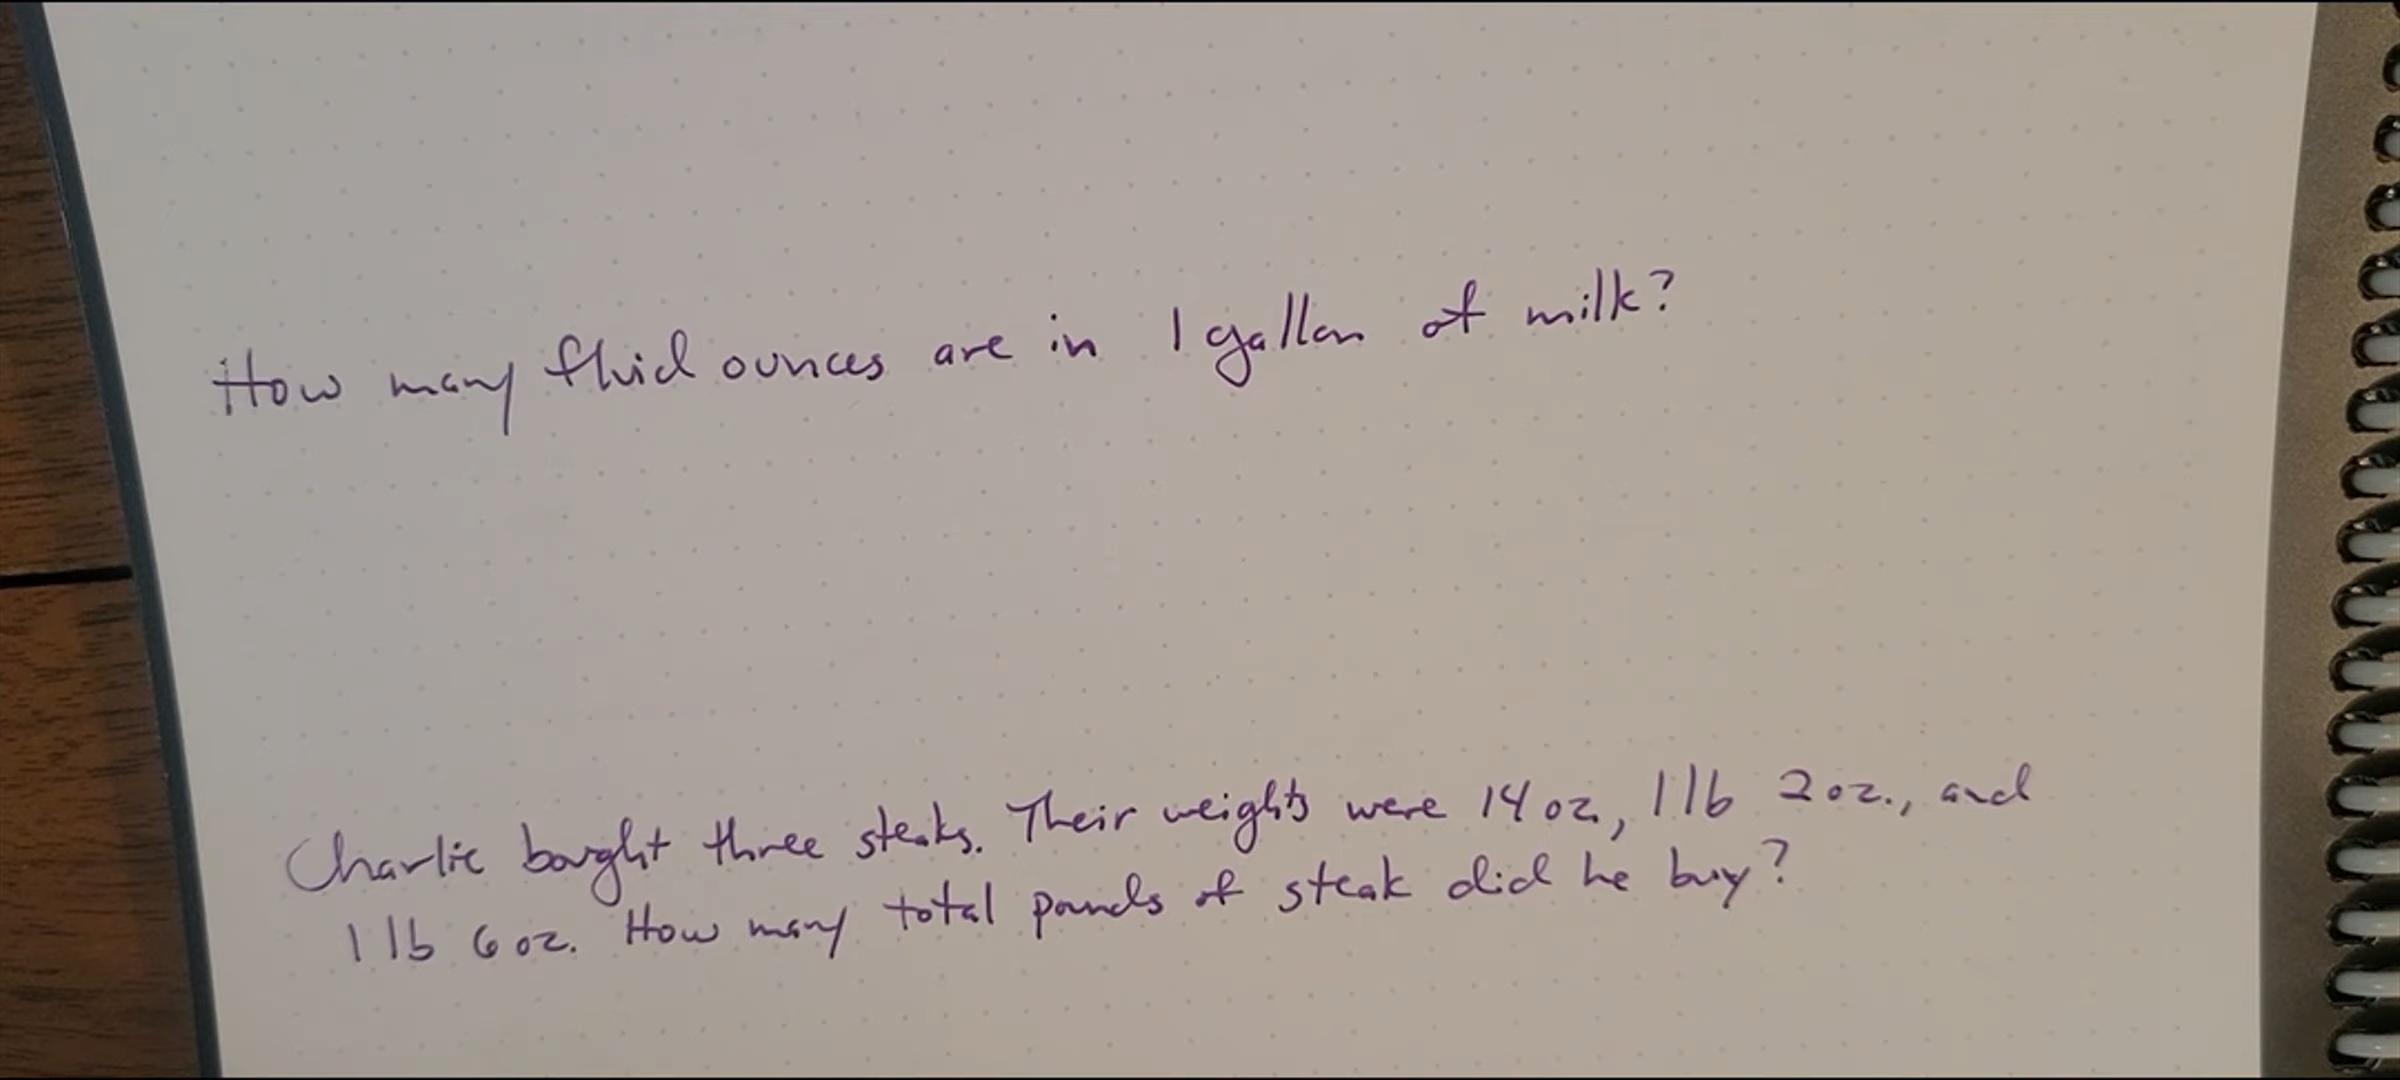 How many fluid ounces are in 1 gallon of milk?
Charlie bought three steaks. Their weights were 14 oz., 1 lb 2 oz., and
1 lb 6 oz. How many total pounds of steak did he buy?